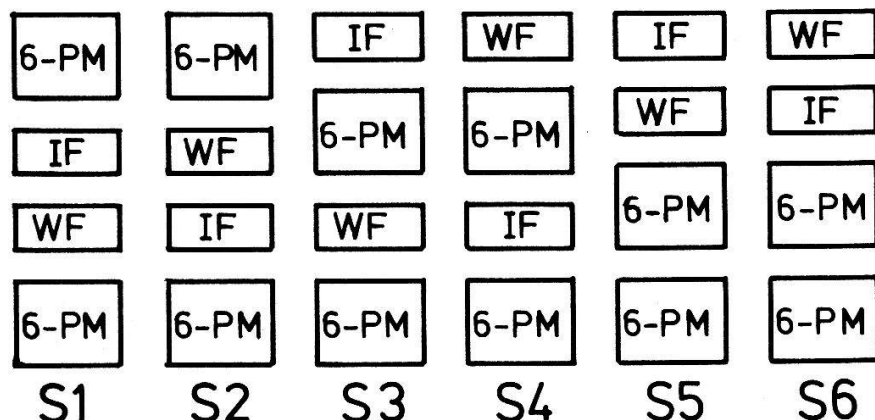 6-PM 6-PM IF WF IF WF
IF WF 6-PM 6-PM WF IF
WF IF WF IF 6-PM 6-PM
6-PM 6-PM 6-PM 6-PM 6-PM 6-PM
S1 S2 S3 S4 S5 S6